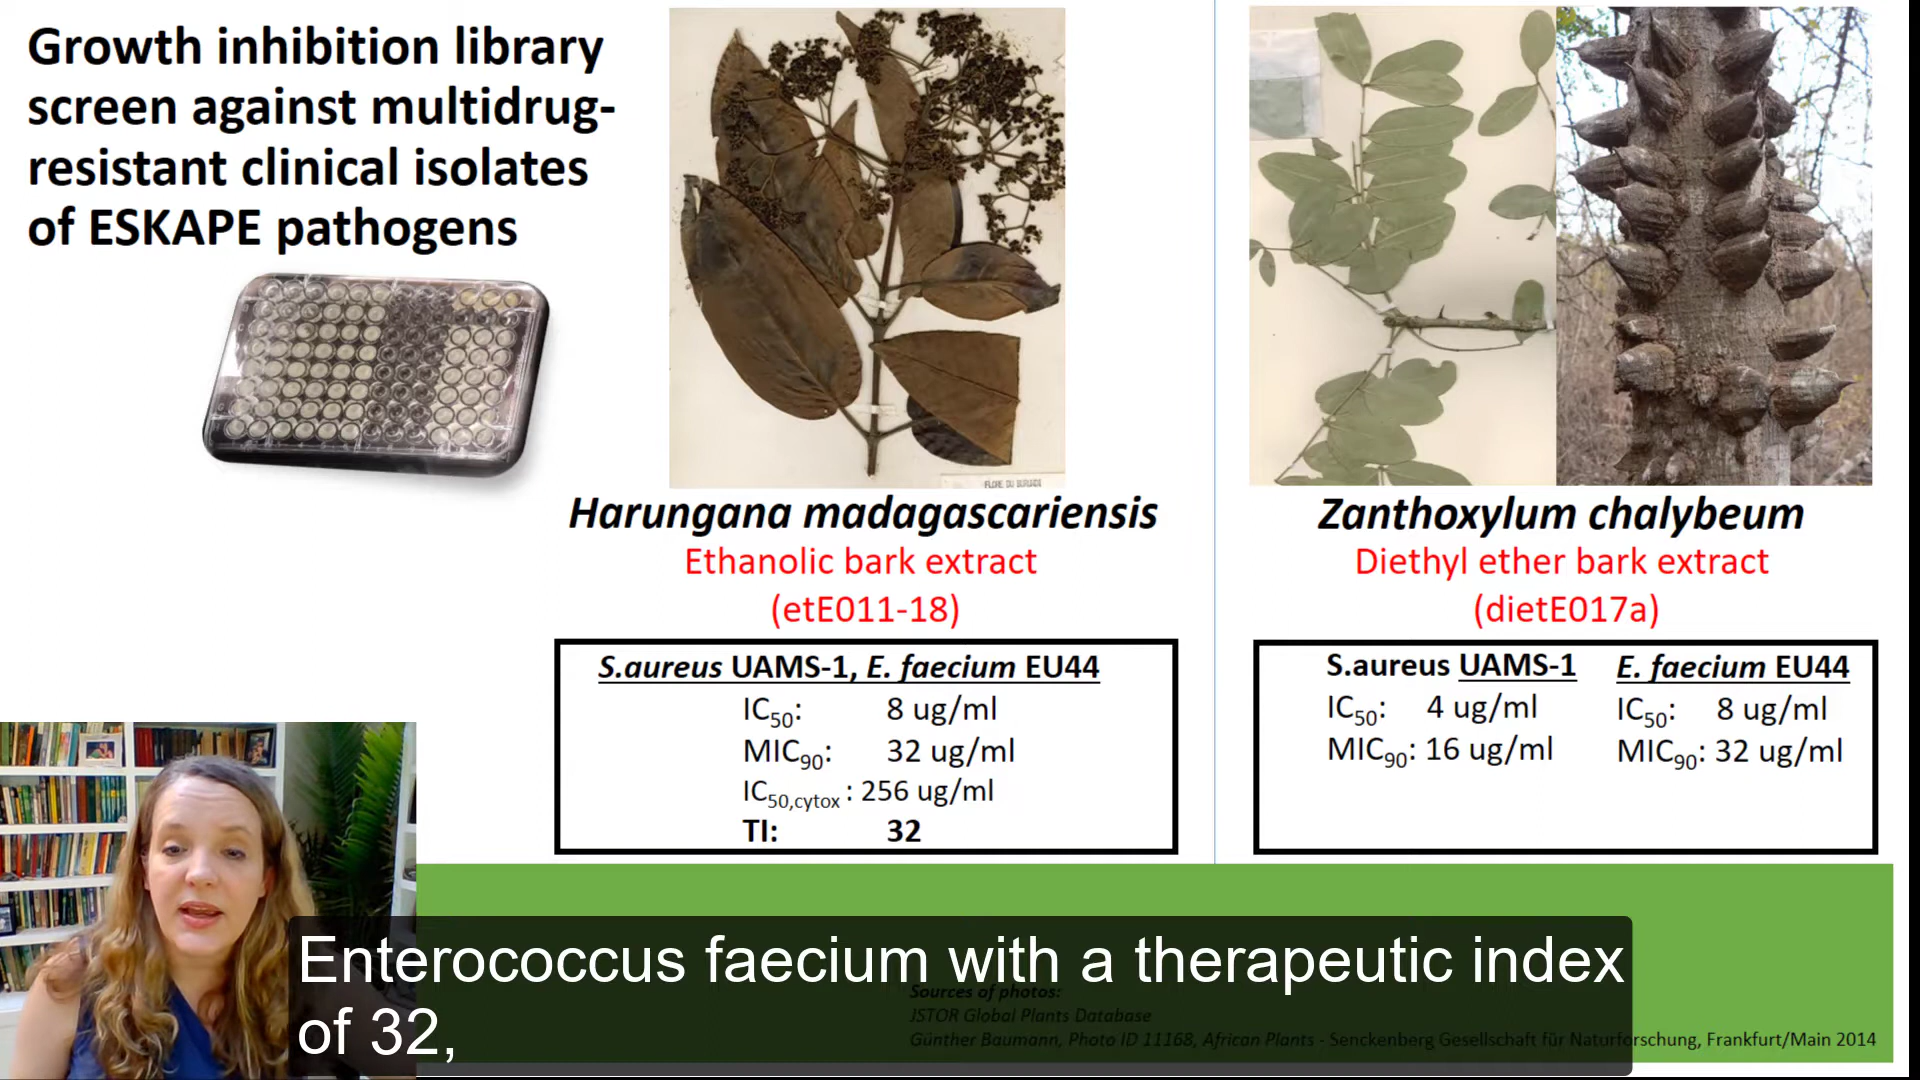 Growth inhibition library
screen against multidrug-
resistant clinical isolates
of ESKAPE pathogens
FLORE DU BURUNDI
Harungana madagascariensis
Ethanolic bark extract
(etE011-18)
S.aureus UAMS-1, E. faecium EU44
IC50: 8 ug/ml
MIC90: 32 ug/ml
IC50,cytox : 256 ug/ml
TI: 32
Zanthoxylum chalybeum
Diethyl ether bark extract
(dietE017a)
S.aureus UAMS-1
IC50: 4 ug/ml
MIC90: 16 ug/ml
E. faecium EU44
IC50: 8 ug/ml
MIC90: 32 ug/ml
Enterococcus faecium with a therapeutic index
of 32,
Sources of photos:
JSTOR Global Plants Database
Günther Baumann, Photo ID 11168, African Plants - Senckenberg Gesellschaft für Naturforschung, Frankfurt/Main 2014